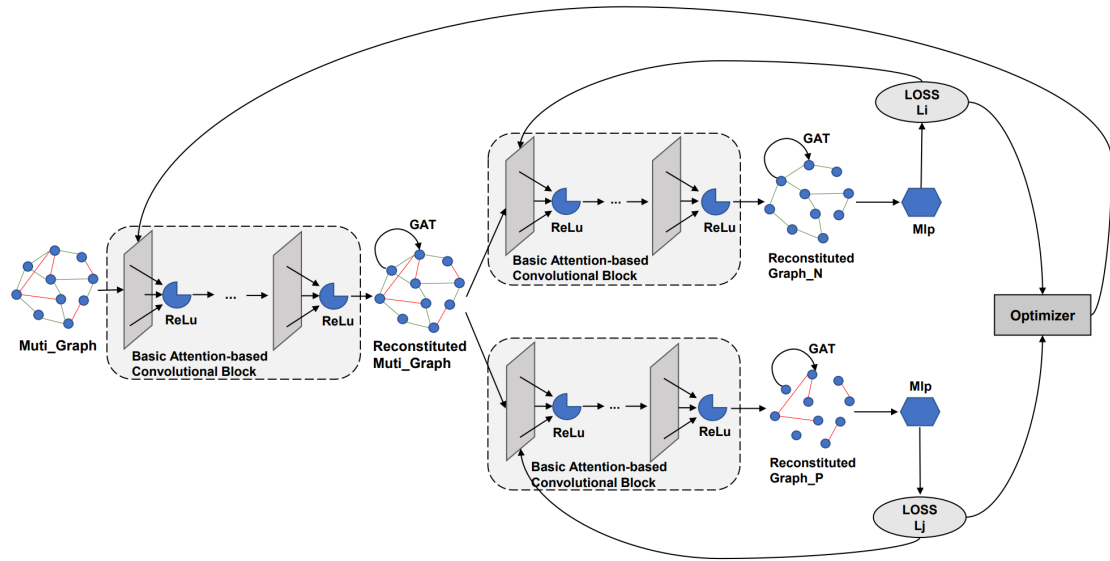 Muti_Graph
ReLu
...
ReLu
Basic Attention-based
Convolutional Block
GAT
Reconstituted
Muti_Graph
ReLu
...
ReLu
Basic Attention-based
Convolutional Block
GAT
Reconstituted
Graph_N
Mlp
LOSS
Li
ReLu
...
ReLu
Basic Attention-based
Convolutional Block
GAT
Reconstituted
Graph_P
Mlp
LOSS
Lj
Optimizer